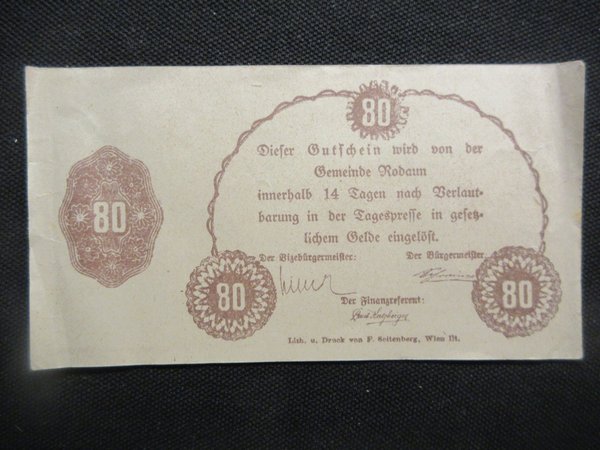 80
Dieser Gutschein wird von der
Gemeinde Rodaun
innerhalb 14 Tagen nach Verlaut-
barung in der Tagespresse in gesetz-
lichem Gelde eingelöst.
80
Der Vizebürgermeister: Der Bürgermeister:
80 80
Der Finanzreferent:
Lith. u. Druck von F. Seitenberg, Wien III.